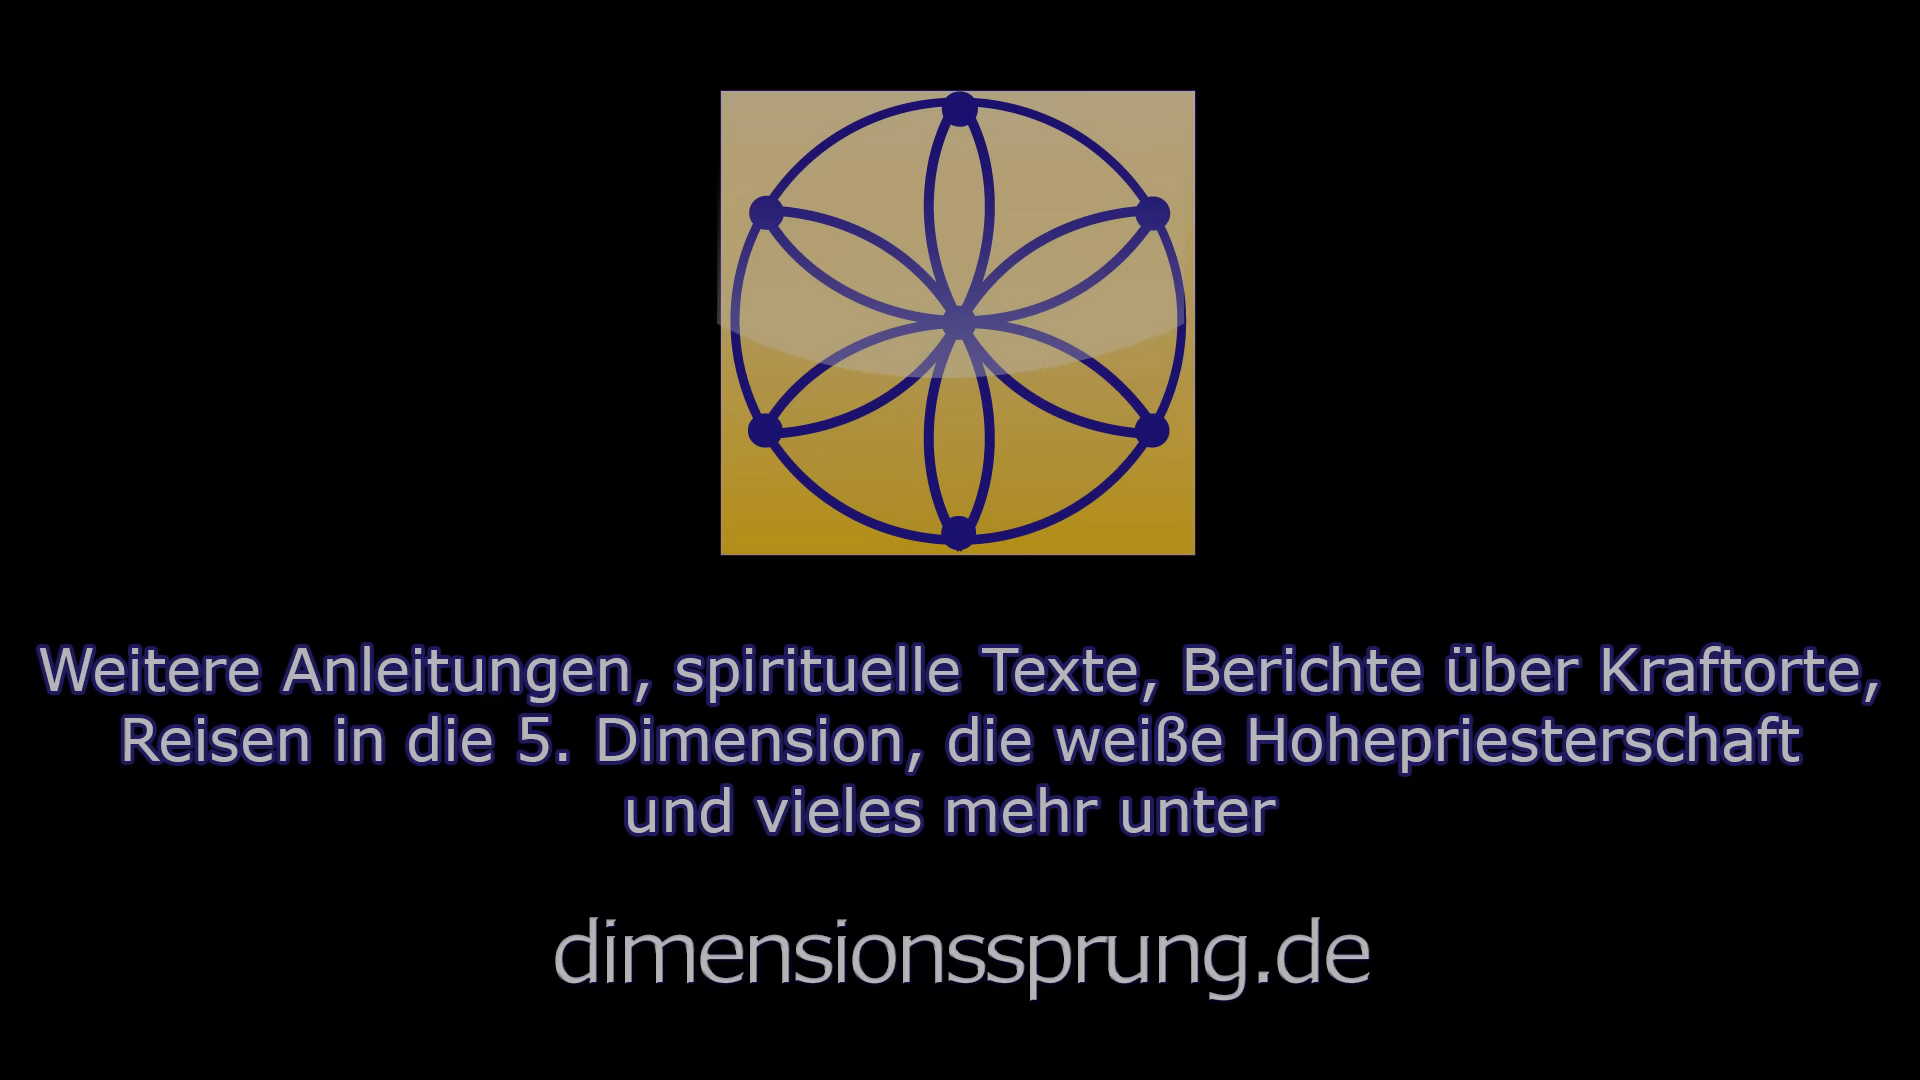 Weitere Anleitungen, spirituelle Texte, Berichte über Kraftorte,
Reisen in die 5. Dimension, die weiße Hohepriesterschaft
und vieles mehr unter
dimensionssprung.de